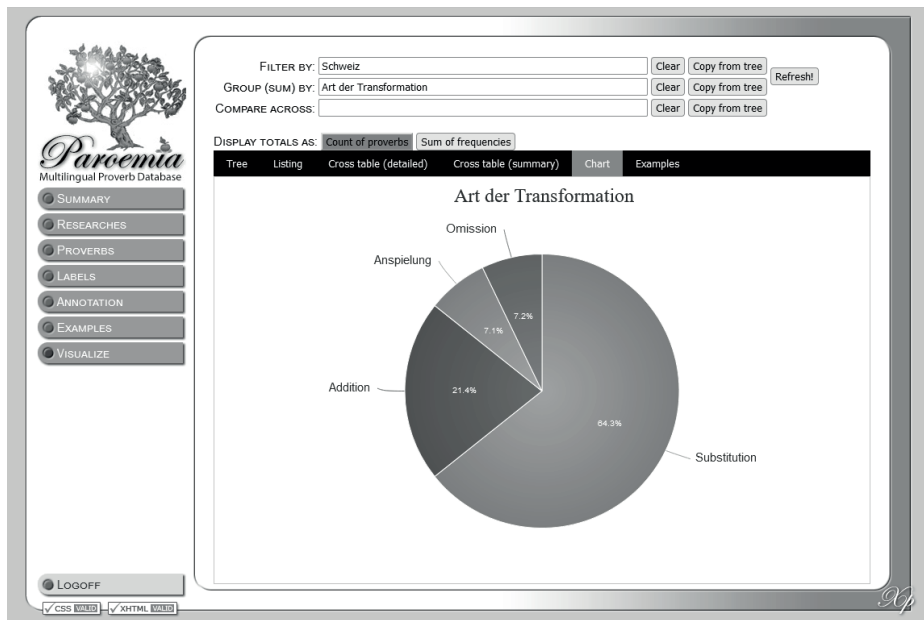 FILTER BY: Schweiz Clear Copy from tree
Refresh!
GROUP (SUM) BY: Art der Transformation Clear Copy from tree
COMPARE ACROSS: Clear Copy from tree
DISPLAY TOTALS AS: Count of proverbs Sum of frequencies
Tree Listing Cross table (detailed) Cross table (summary) Chart Examples
Paroemia
Multilingual Proverb Database
SUMMARY
RESEARCHES
PROVERBS
LABELS
ANNOTATION
EXAMPLES
VISUALIZE
Art der Transformation
Omission
Anspielung
7.2%
7.1%
Addition
21.4%
64.3%
Substitution
LOGOFF
CSS VALID XHTML VALID
Xp